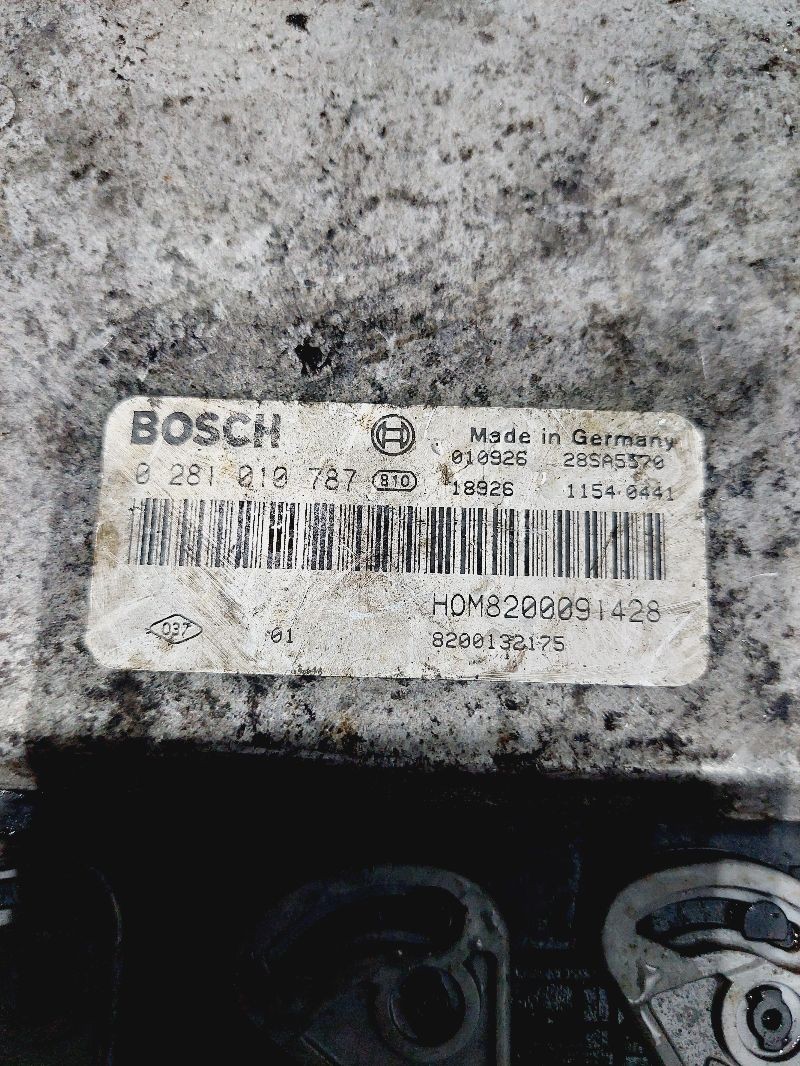 BOSCH
Made in Germany
010926 28SA5370
0 281 010 787 810
18926 1154 0441
HOM8200091428
037 01
8200132175